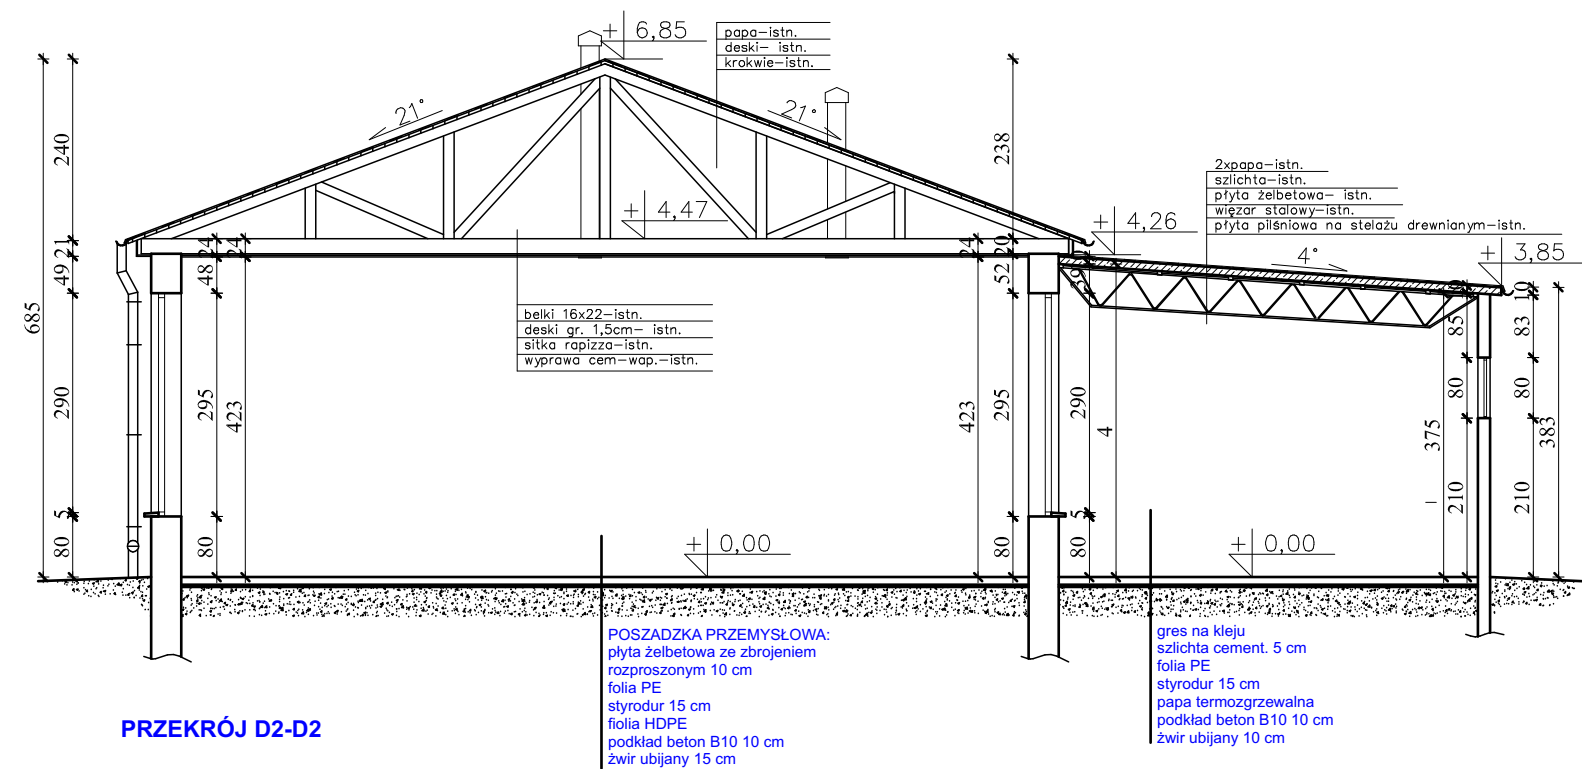 + 6,85
papa-istn.
deski- istn.
krokwie-istn.
21°
21°
240
238
685
2xpapa-istn.
szlichta-istn.
płyta żelbetowa- istn.
więzar stalowy-istn.
płyta pilśniowa na stelażu drewnianym-istn.
+ 4,47
+ 4,26
4°
+ 3,85
21
24
24
24
20
49
48
52
59
10
85
83
belki 16x22-istn.
deski gr. 1,5cm- istn.
sitka rapizza-istn.
wyprawa cem-wap.-istn.
290
295
423
423
295
290
4
375
80
80
383
210
210
5
80
80
80
5
80
+ 0,00
+ 0,00
POSZADZKA PRZEMYSŁOWA:
płyta żelbetowa ze zbrojeniem
rozproszonym 10 cm
folia PE
styrodur 15 cm
fiolia HDPE
podkład beton B10 10 cm
żwir ubijany 15 cm
gres na kleju
szlichta cement. 5 cm
folia PE
styrodur 15 cm
papa termozgrzewalna
podkład beton B10 10 cm
żwir ubijany 10 cm
PRZEKRÓJ D2-D2